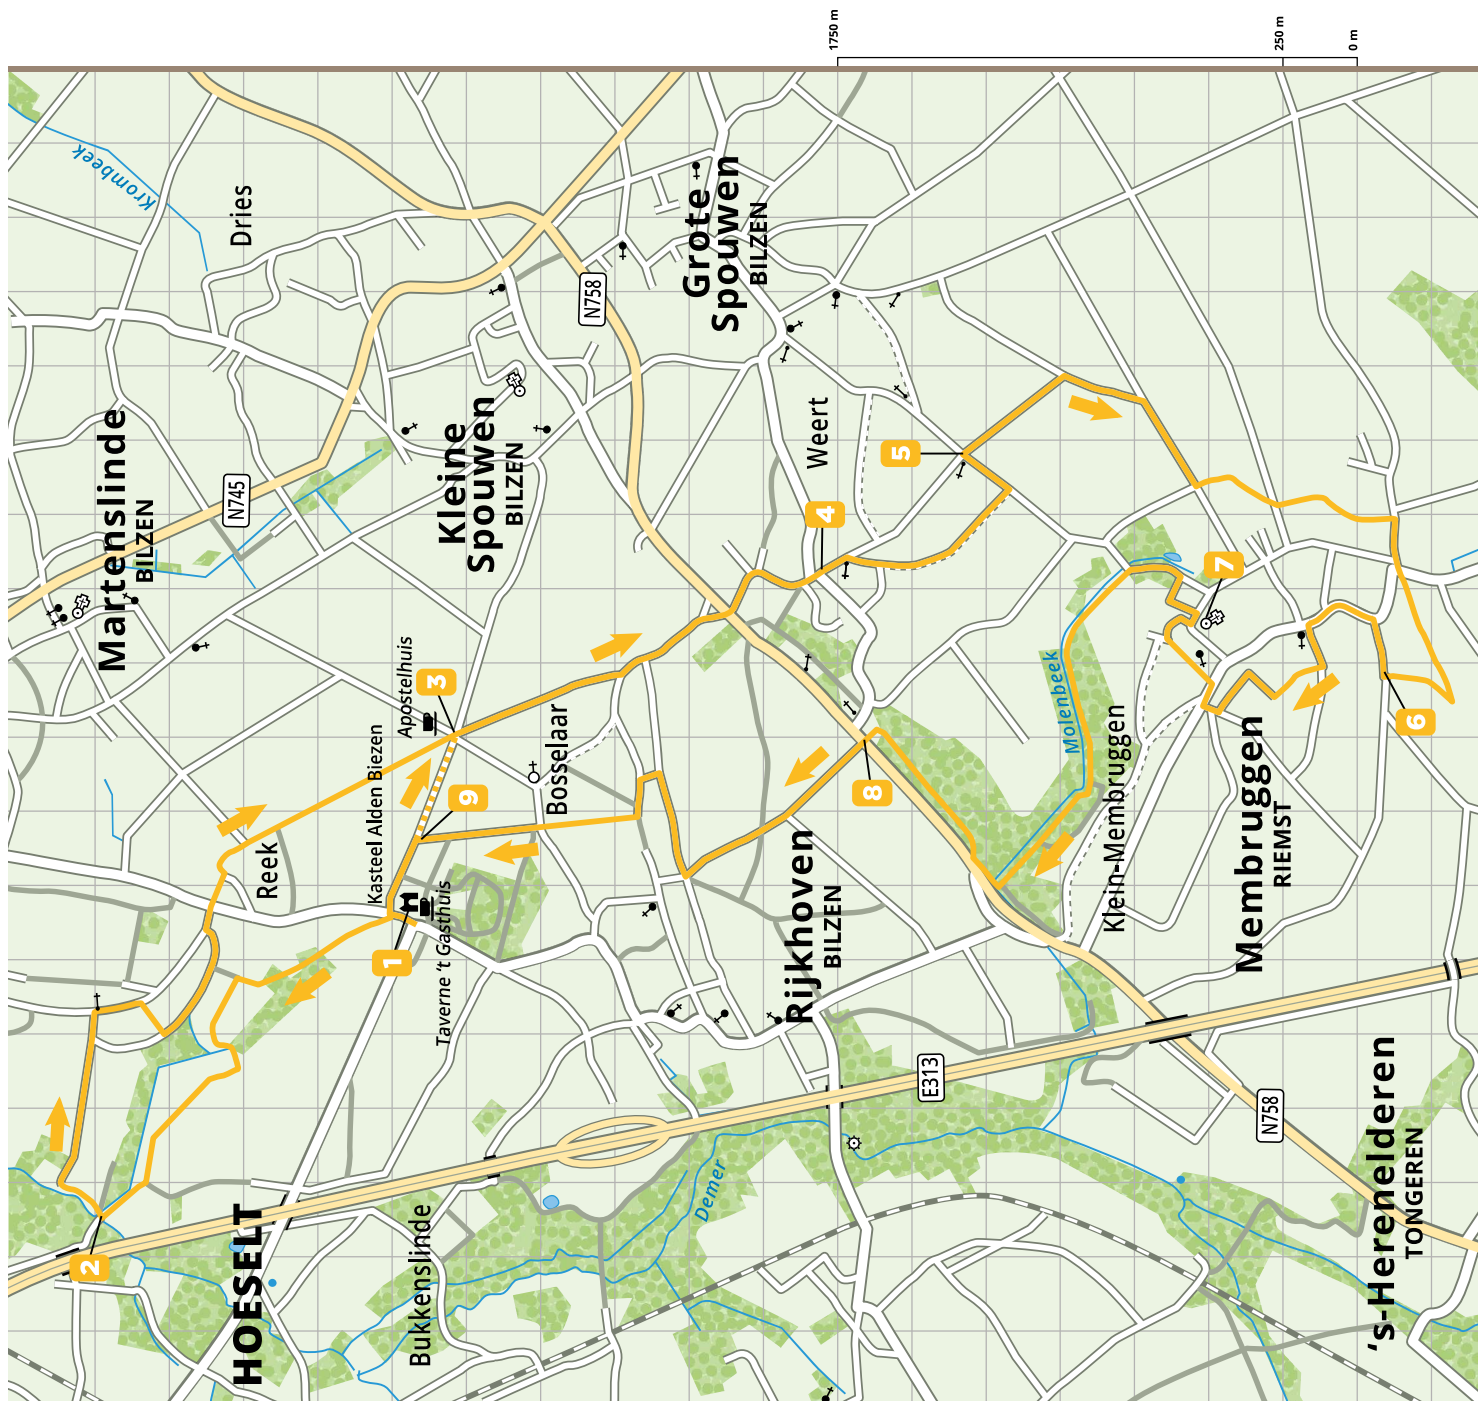 1750 m
250 m
0 m
Krombeek
Dries
N758
Grote
Spouwen
BILZEN
Martenslinde
BILZEN
N745
Kleine
Spouwen
BILZEN
Weert
5
4
7
6
3
Apostelhuis
Kasteel Alden Biezen
Bosselaar
Molenbeek
Klein-Membruggen
Membruggen
RIEMST
8
9
Reek
1
Taverne ‘t Gasthuis
Rijkhoven
BILZEN
E313
N758
2
HOESELT
Bukkenslinde
Demer
's-Herenelderen
TONGEREN